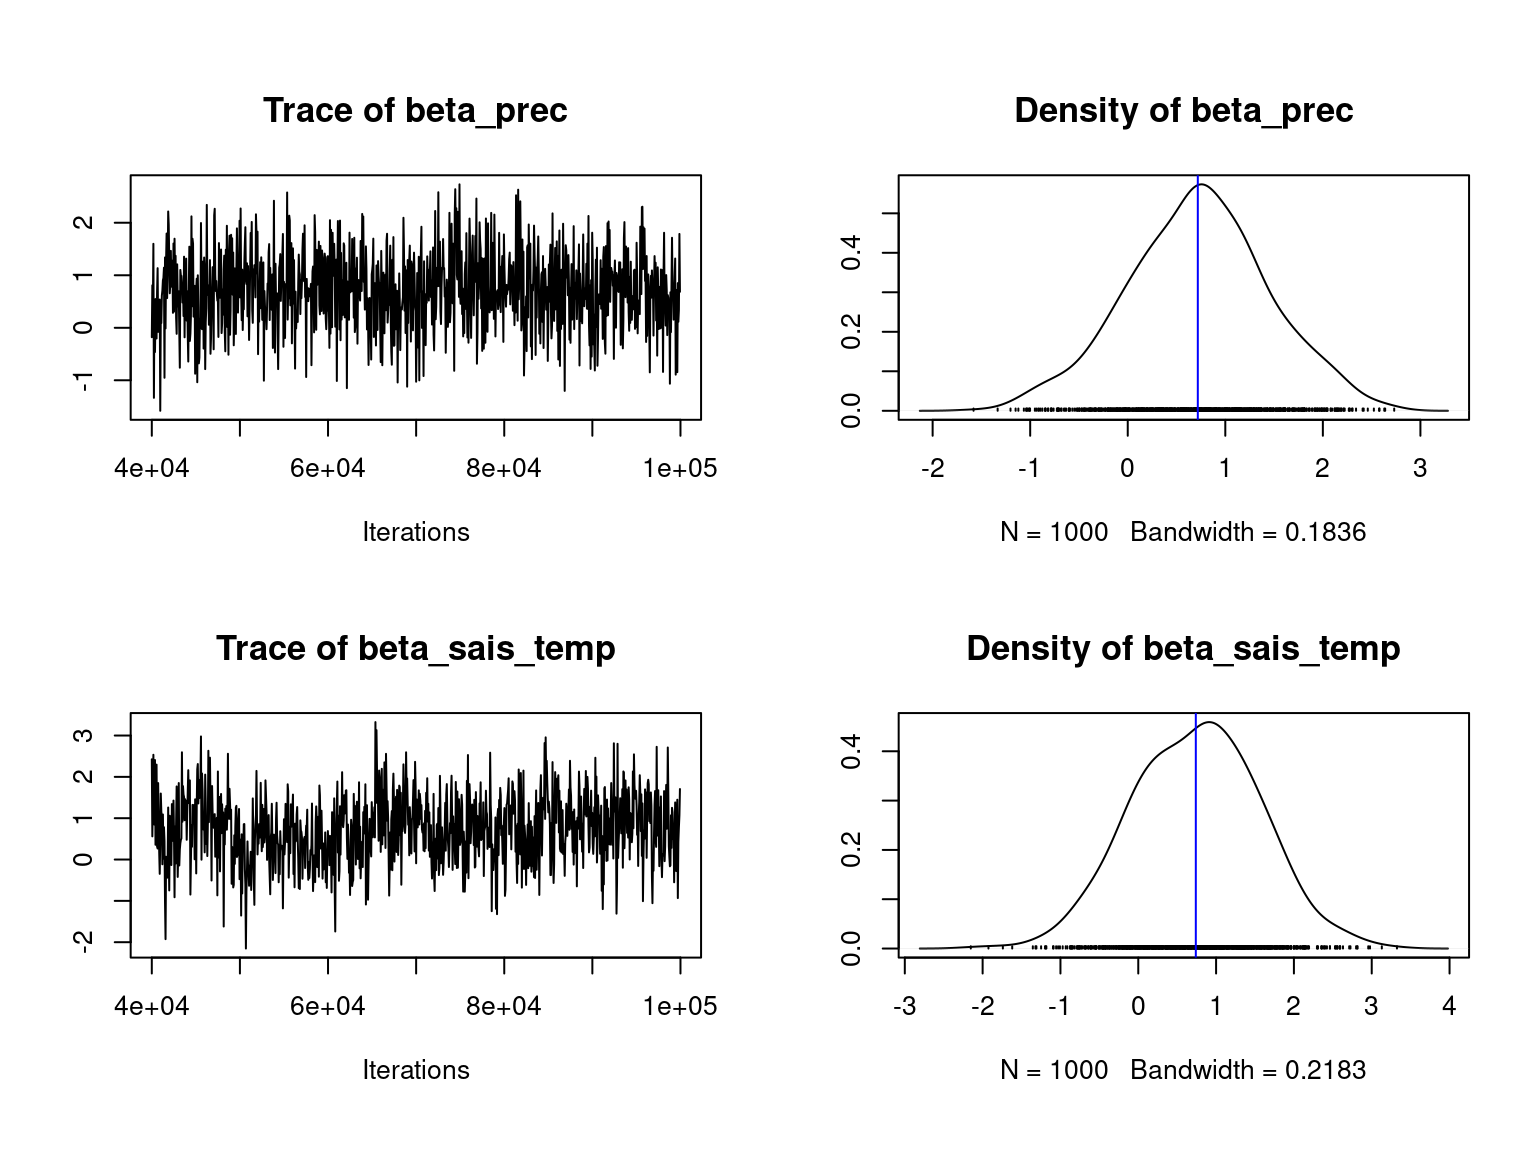 Trace of beta_prec
2
1
0
-1
4e+04 6e+04 8e+04 1e+05
Iterations
Density of beta_prec
0.4
0.2
0.0
-2 -1 0 1 2 3
N = 1000 Bandwidth = 0.1836
Trace of beta_sais_temp
3
2
1
0
-2
4e+04 6e+04 8e+04 1e+05
Iterations
Density of beta_sais_temp
0.4
0.2
0.0
-3 -2 -1 0 1 2 3 4
N = 1000 Bandwidth = 0.2183